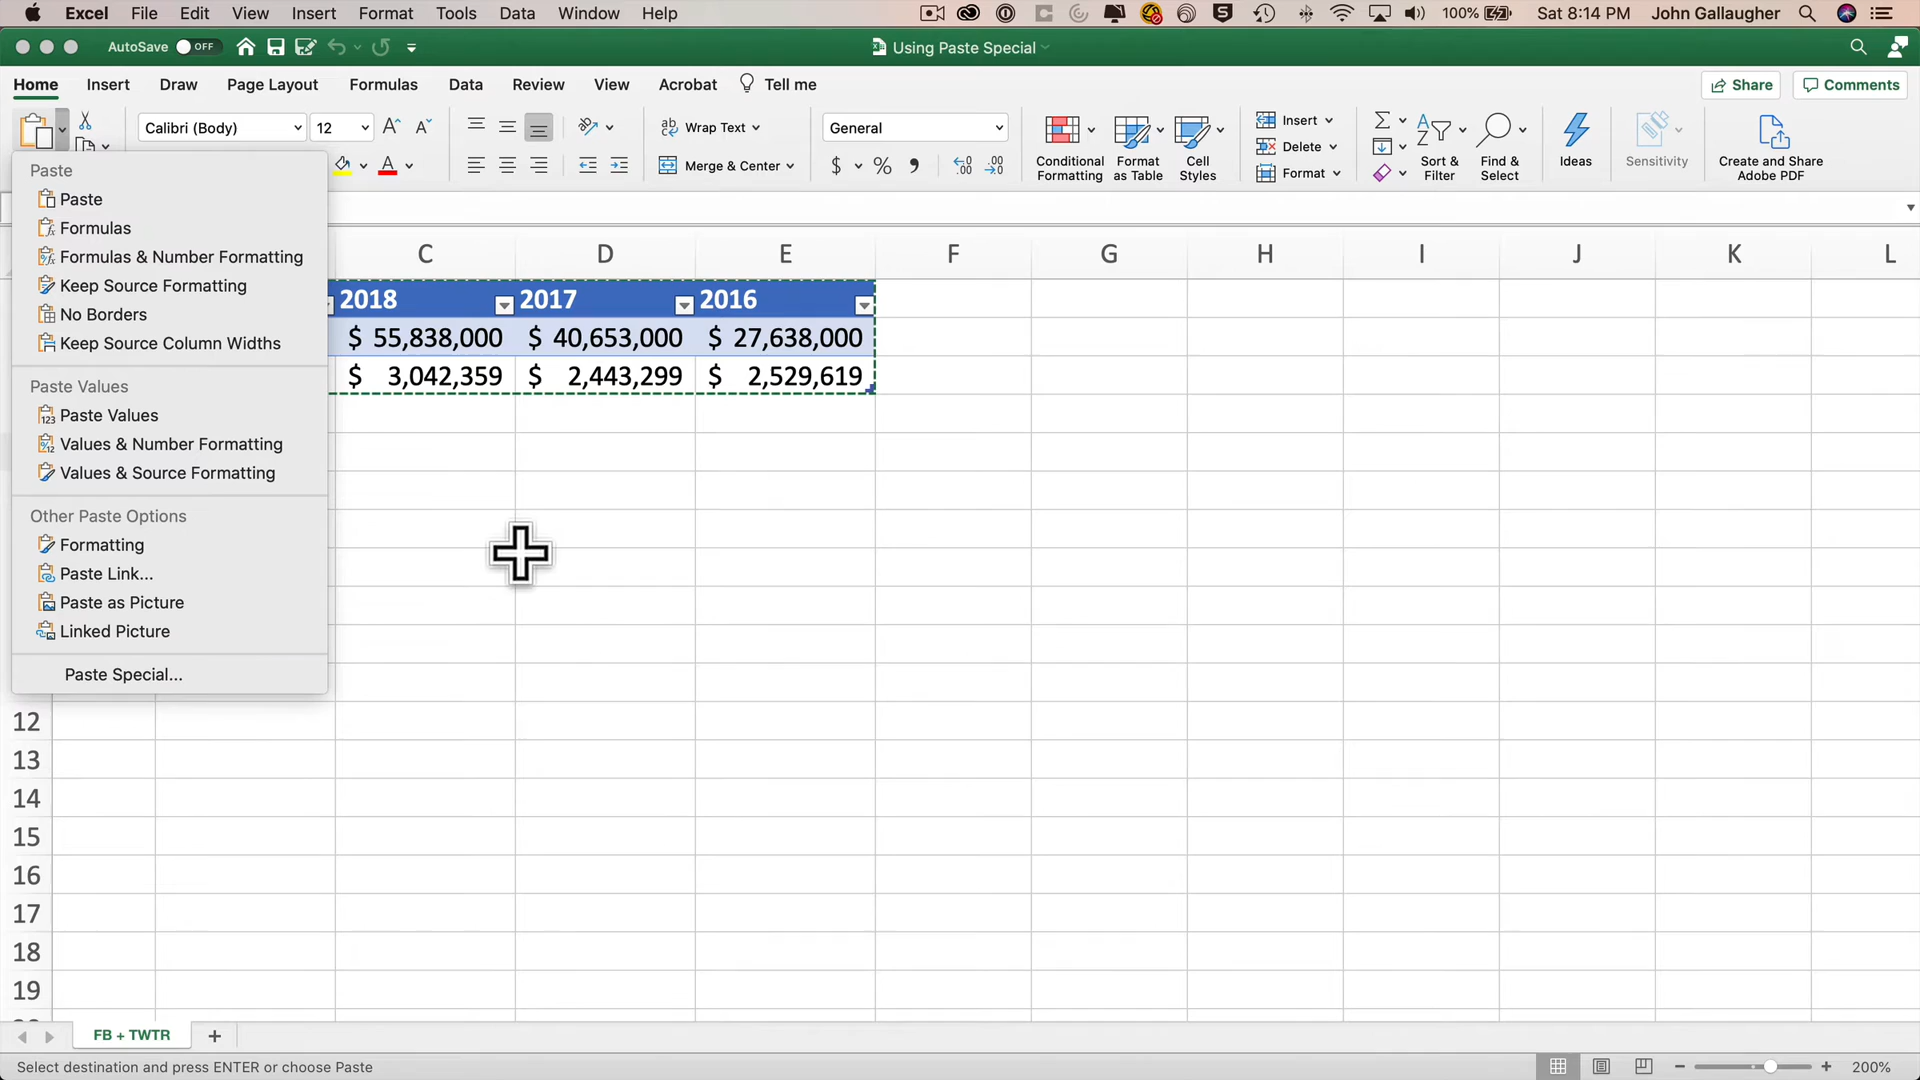 Excel File Edit View Insert Format Tools Data Window Help 100% Sat 8:14 PM John Gallaugher
AutoSave OFF Using Paste Special
Home Insert Draw Page Layout Formulas Data Review View Acrobat Tell me Share Comments
Calibri (Body) 12 Wrap Text General Insert
Merge & Center $ % Delete
Format
Conditional Formatting
Format as Table
Cell Styles
Sort & Filter
Find & Select
Ideas
Sensitivity
Create and Share Adobe PDF
Paste
Paste
Formulas
Formulas & Number Formatting
Keep Source Formatting
No Borders
Keep Source Column Widths
Paste Values
Paste Values
Values & Number Formatting
Values & Source Formatting
Other Paste Options
Formatting
Paste Link...
Paste as Picture
Linked Picture
Paste Special...
C D E F G H I J K L
2018 2017 2016
$ 55,838,000 $ 40,653,000 $ 27,638,000
$ 3,042,359 $ 2,443,299 $ 2,529,619
12
13
14
15
16
17
18
19
FB + TWTR
Select destination and press ENTER or choose Paste 200%